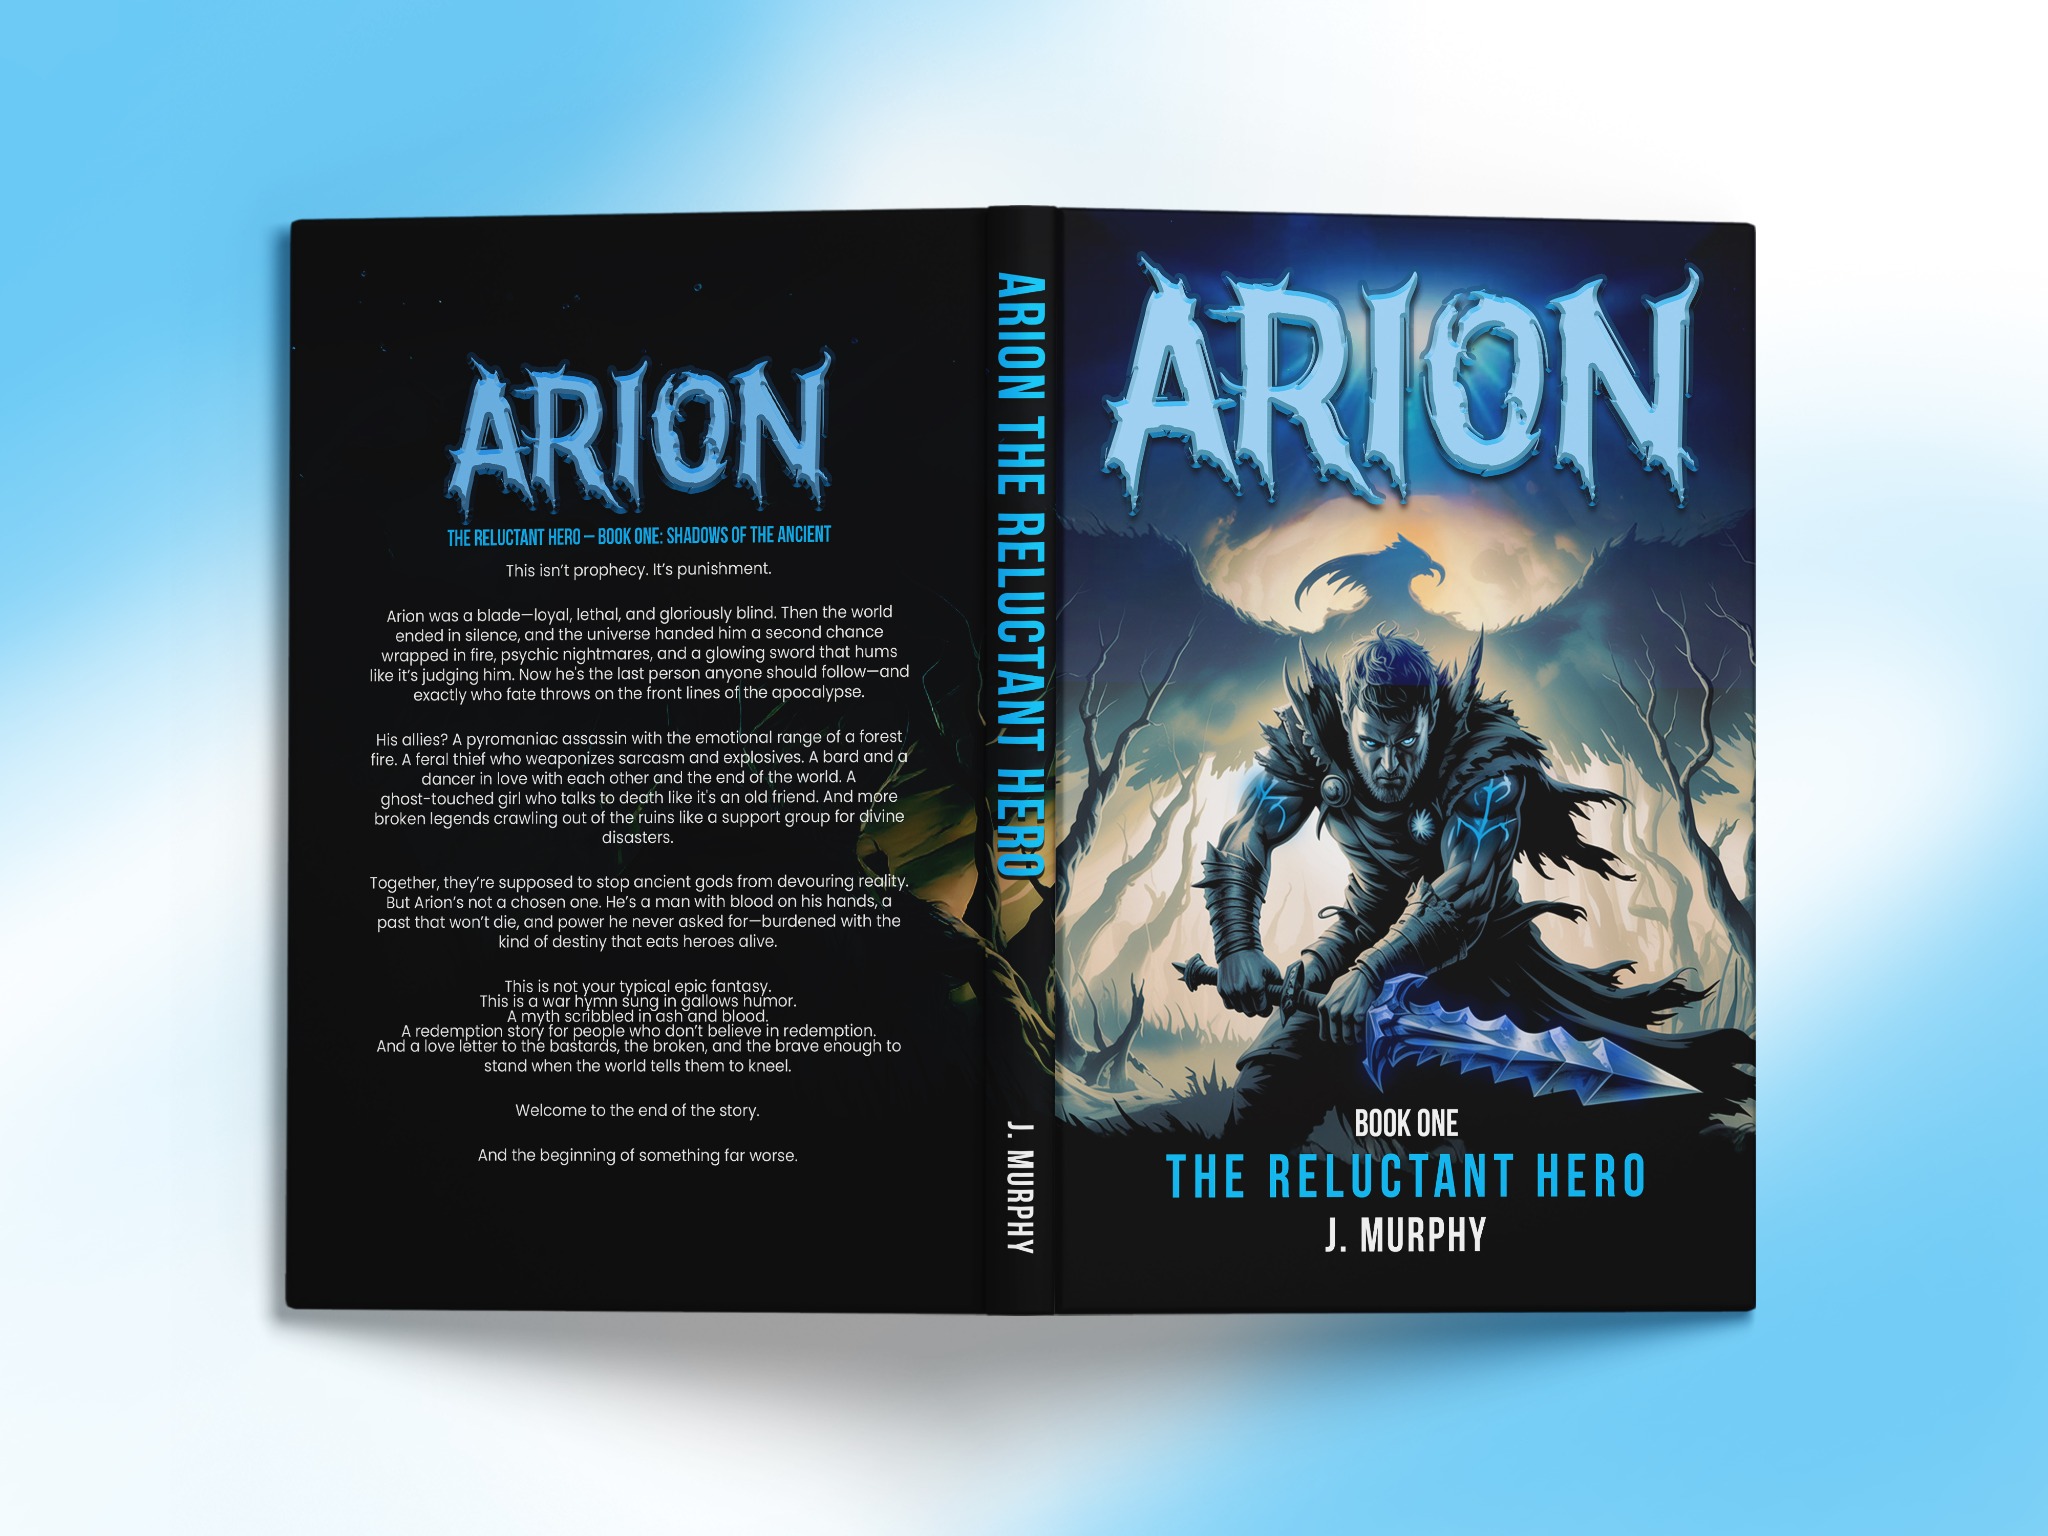 ARION
THE RELUCTANT HERO – BOOK ONE: SHADOWS OF THE ANCIENT
This isn't prophecy. It's punishment.
Arion was a blade—loyal, lethal, and gloriously blind. Then the world
ended in silence, and the universe handed him a second chance
wrapped in fire, psychic nightmares, and a glowing sword that hums
like it's judging him. Now he's the last person anyone should follow—and
exactly who fate throws on the front lines of the apocalypse.
His allies? A pyromaniac assassin with the emotional range of a forest
fire. A feral thief who weaponizes sarcasm and explosives. A bard and a
dancer in love with each other and the end of the world. A
ghost-touched girl who talks to death like it's an old friend. And more
broken legends crawling out of the ruins like a support group for divine
disasters.
Together, they're supposed to stop ancient gods from devouring reality.
But Arion's not a chosen one. He's a man with blood on his hands, a
past that won't die, and power he never asked for—burdened with the
kind of destiny that eats heroes alive.
This is not your typical epic fantasy.
This is a war hymn sung in gallows humor.
A myth scribbled in ash and blood.
A redemption story for people who don't believe in redemption.
And a love letter to the bastards, the broken, and the brave enough to
stand when the world tells them to kneel.
Welcome to the end of the story.
And the beginning of something far worse.
ARION THE RELUCTANT HERO
J. MURPHY
ARION
BOOK ONE
THE RELUCTANT HERO
J. MURPHY